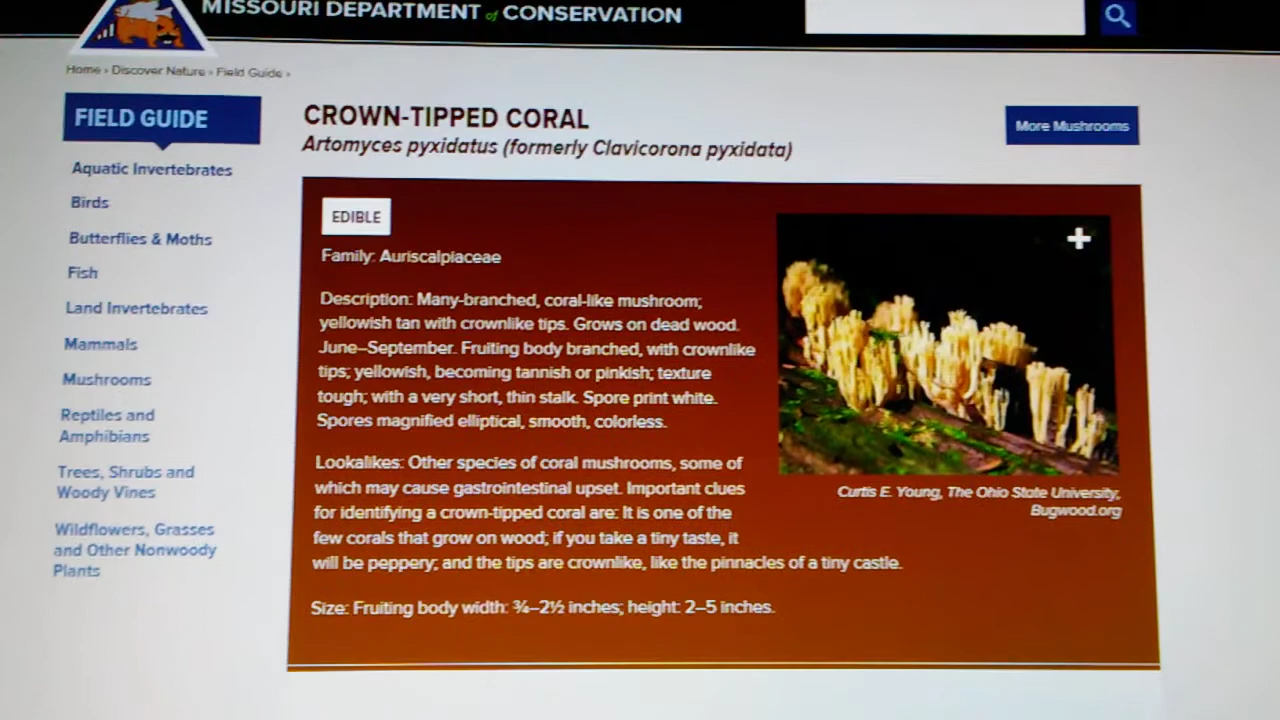 MISSOURI DEPARTMENT of CONSERVATION
Home › Discover Nature › Field Guide ›
FIELD GUIDE
Aquatic Invertebrates
Birds
Butterflies & Moths
Fish
Land Invertebrates
Mammals
Mushrooms
Reptiles and
Amphibians
Trees, Shrubs and
Woody Vines
Wildflowers, Grasses
and Other Nonwoody
Plants
CROWN-TIPPED CORAL
Artomyces pyxidatus (formerly Clavicorona pyxidata)
More Mushrooms
EDIBLE
Family: Auriscalpiaceae
Description: Many-branched, coral-like mushroom;
yellowish tan with crownlike tips. Grows on dead wood.
June–September. Fruiting body branched, with crownlike
tips; yellowish, becoming tannish or pinkish; texture
tough; with a very short, thin stalk. Spore print white.
Spores magnified elliptical, smooth, colorless.
Lookalikes: Other species of coral mushrooms, some of
which may cause gastrointestinal upset. Important clues
for identifying a crown-tipped coral are: It is one of the
few corals that grow on wood; if you take a tiny taste, it
will be peppery; and the tips are crownlike, like the pinnacles of a tiny castle.
Size: Fruiting body width: ¾–2½ inches; height: 2–5 inches.
Curtis E. Young, The Ohio State University,
Bugwood.org